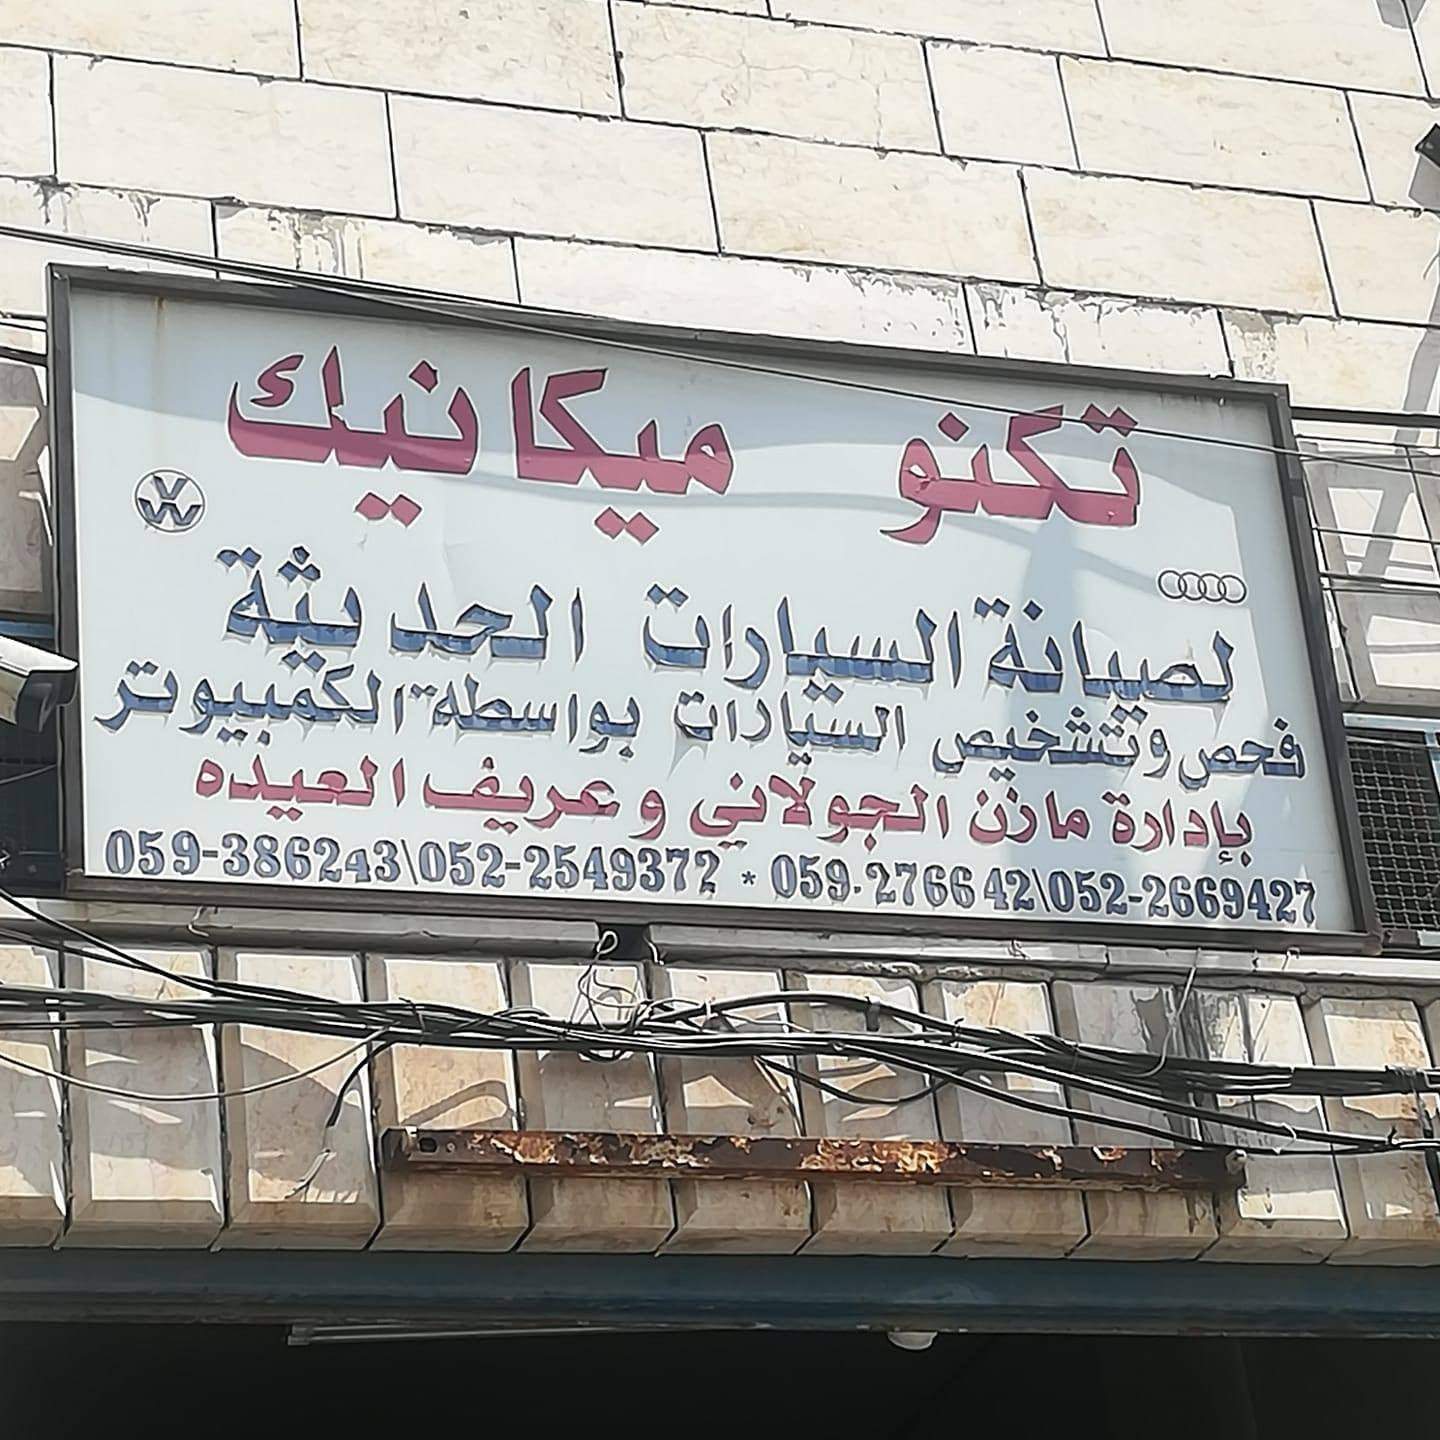 تكنو ميكانيك
لصيانة السيارات الحديثة
فحص وتشخيص السيارات بواسطة الكمبيوتر
بإدارة مازن الجولاني وعريف العيده
059-386243\052-2549372 * 059-276642\052-2669427